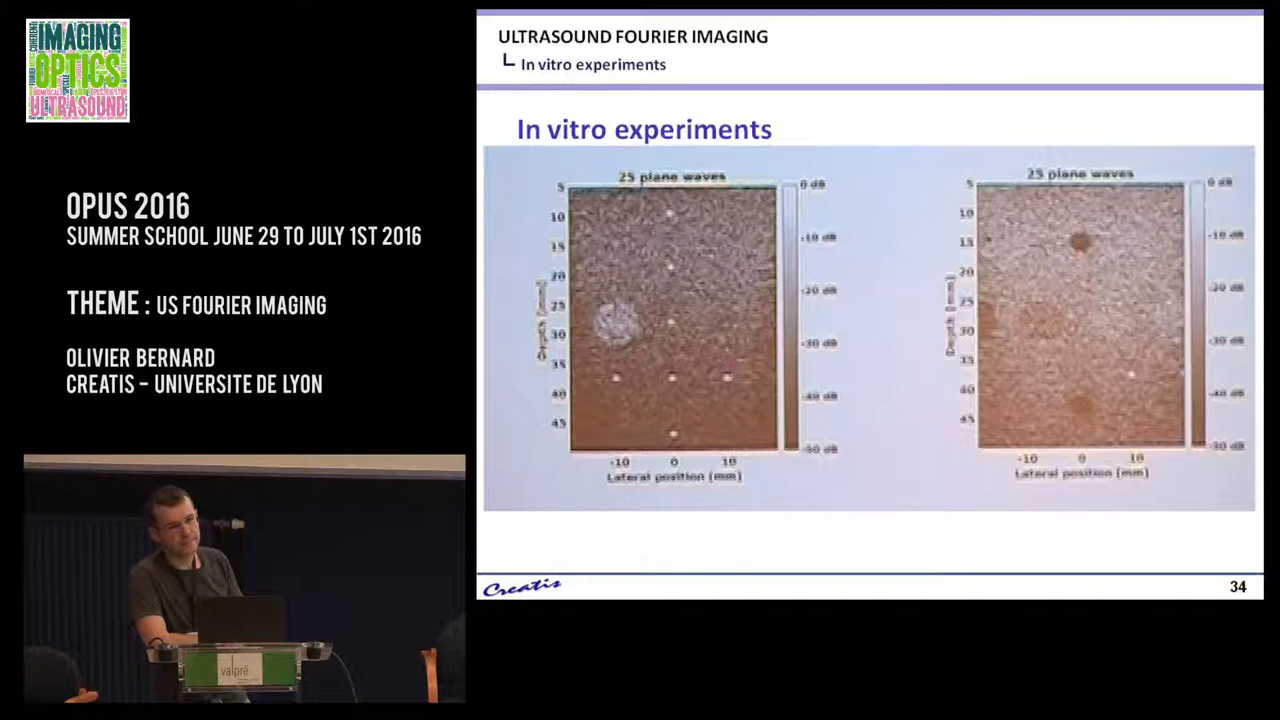 COHERENT
IMAGING
OPTICS
ULTRASOUND
OPUS 2016
SUMMER SCHOOL JUNE 29 TO JULY 1ST 2016
THEME : US FOURIER IMAGING
OLIVIER BERNARD
CREATIS – UNIVERSITE DE LYON
valpré
ULTRASOUND FOURIER IMAGING
In vitro experiments
In vitro experiments
25 plane waves
5
10
15
20
25
30
35
40
45
-10 0 10
Lateral position [mm]
0 dB
-10 dB
-20 dB
-30 dB
-40 dB
-50 dB
25 plane waves
5
10
15
20
25
30
35
40
45
Depth [mm]
-10 0 10
Lateral position [mm]
0 dB
-10 dB
-20 dB
-30 dB
-40 dB
Creatis
34